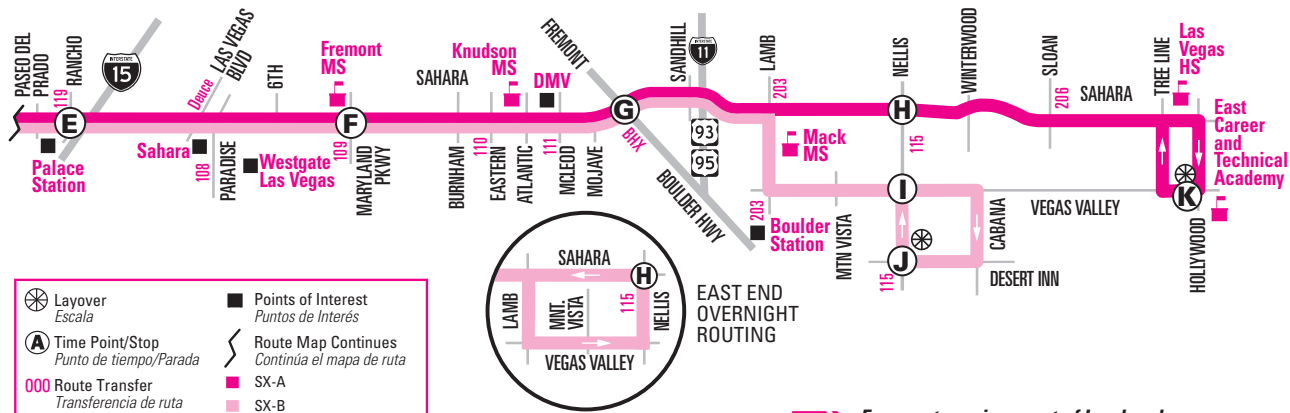 PASEO DEL
PRADO
RANCHO
119
INTERSTATE
15
Deuce
LAS VEGAS
BLVD
6TH
Fremont
MS
SAHARA
Knudson
MS
DMV
FREMONT
SANDHILL
INTERSTATE
11
LAMB
203
NELLIS
WINTERWOOD
SLOAN
206
SAHARA
TREE LINE
Las
Vegas
HS
E
F
G
H
Palace
Station
Sahara
108
PARADISE
Westgate
Las Vegas
109
MARYLAND
PKWY
BURNHAM
110
EASTERN
ATLANTIC
111
MCLEOD
MOJAVE
BHX
BOULDER HWY
93
95
Mack
MS
115
East
Career
and
Technical
Academy
203
Boulder
Station
MTN VISTA
I
VEGAS VALLEY
K
HOLLYWOOD
115
J
CABANA
DESERT INN
SAHARA
H
LAMB
MNT.
VISTA
115
NELLIS
VEGAS VALLEY
EAST END
OVERNIGHT
ROUTING
Layover
Escala
A Time Point/Stop
Punto de tiempo/Parada
000 Route Transfer
Transferencia de ruta
Points of Interest
Puntos de Interés
Route Map Continues
Continúa el mapa de ruta
SX-A
SX-B